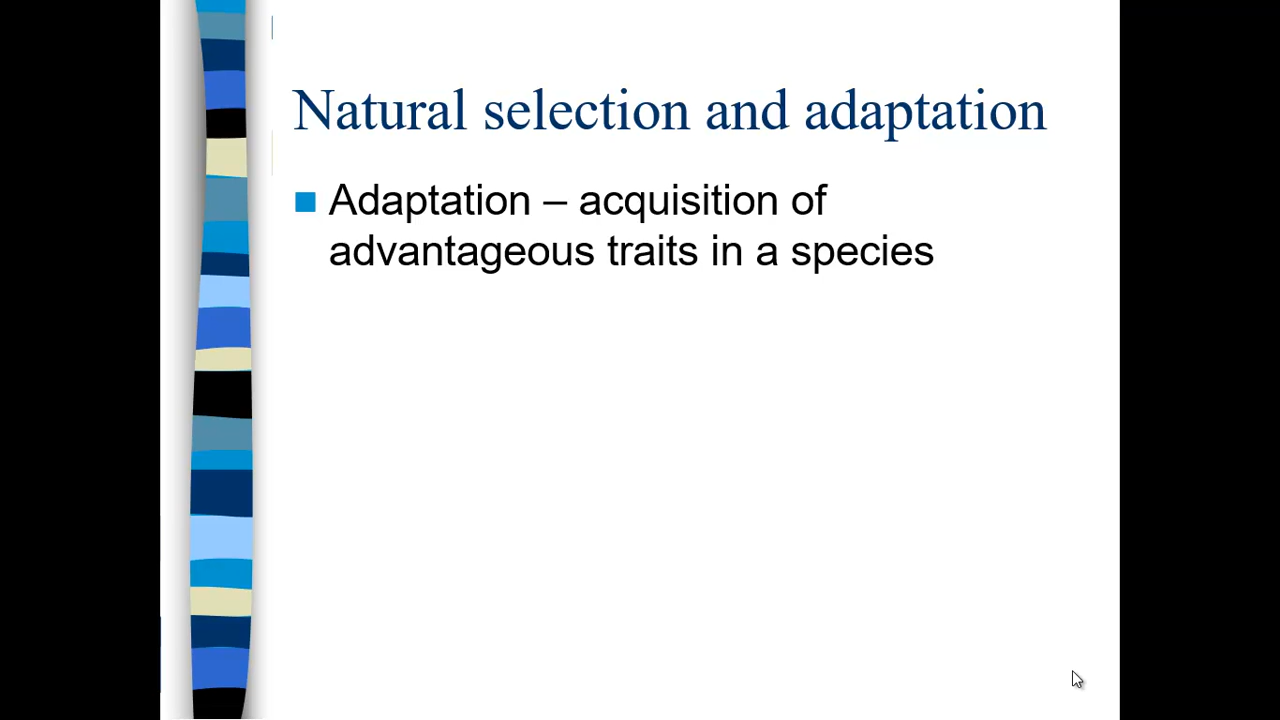 Natural selection and adaptation
Adaptation – acquisition of
advantageous traits in a species